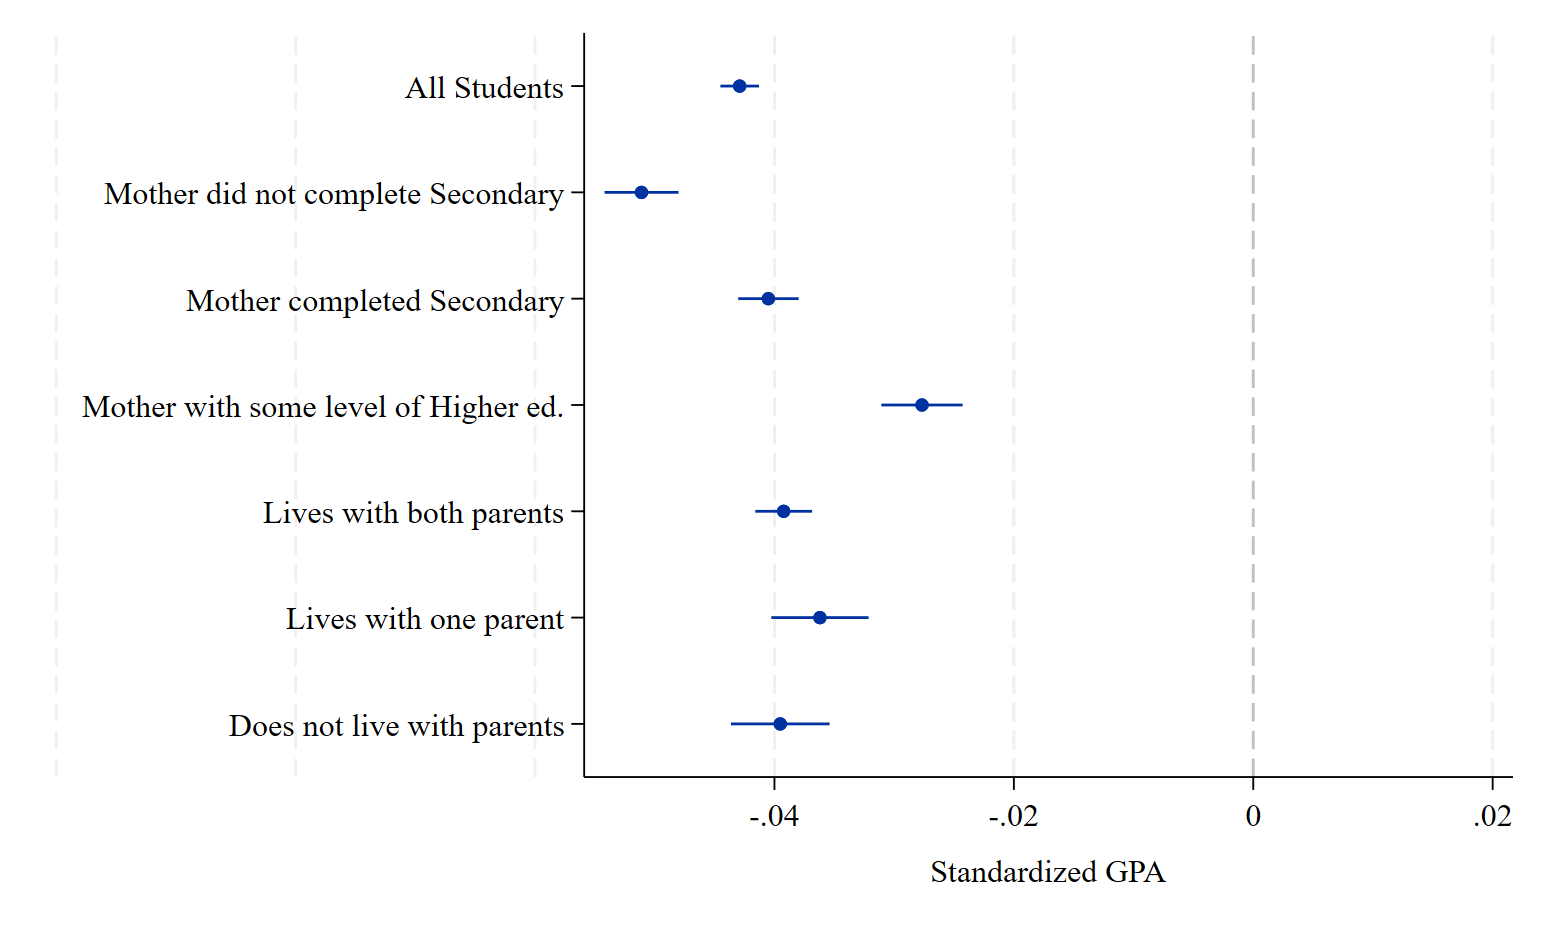 All Students
Mother did not complete Secondary
Mother completed Secondary
Mother with some level of Higher ed.
Lives with both parents
Lives with one parent
Does not live with parents
-.04 -.02 0 .02
Standardized GPA